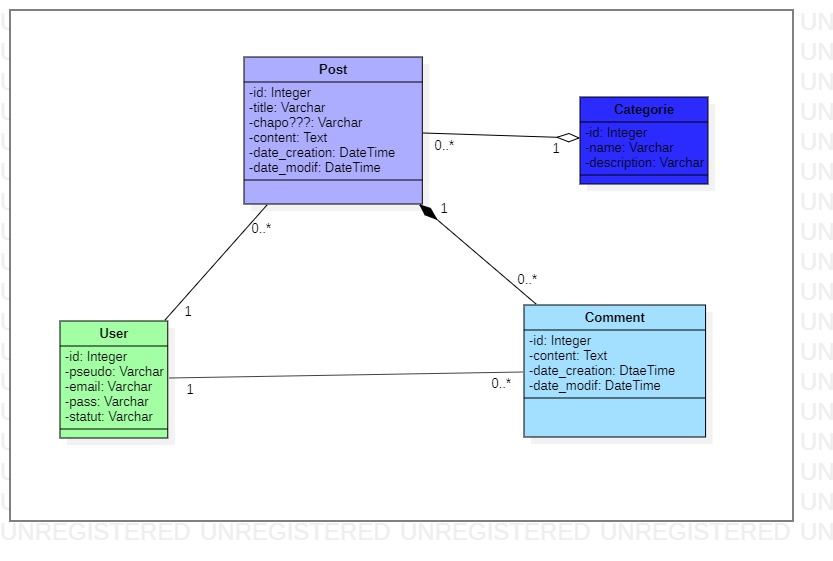 Post
-id: Integer
-title: Varchar
-chapo???: Varchar
-content: Text
-date_creation: DateTime
-date_modif: DateTime
Categorie
-id: Integer
-name: Varchar
-description: Varchar
0..*
1
1
0..*
0..*
1
User
-id: Integer
-pseudo: Varchar
-email: Varchar
-pass: Varchar
-statut: Varchar
Comment
-id: Integer
-content: Text
-date_creation: DtaeTime
-date_modif: DateTime
1
0..*
UNREGISTERED UNREGISTERED UNREGISTERED UNREGISTERED UN